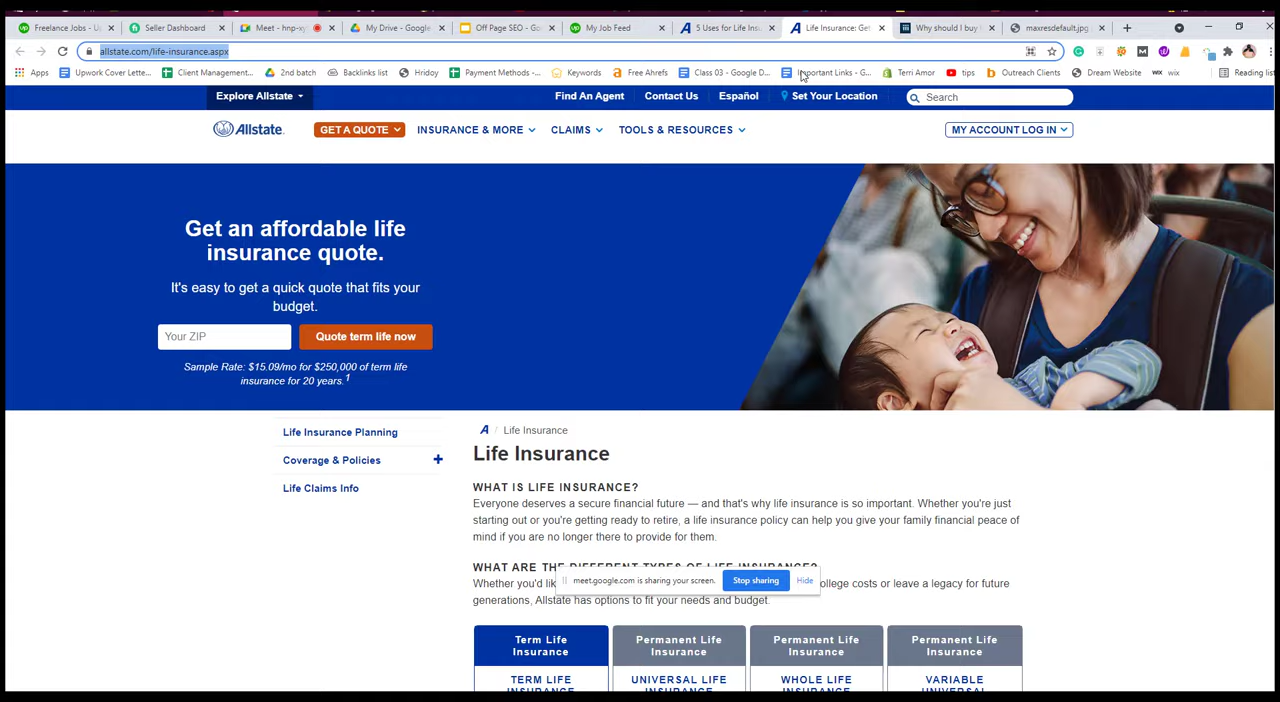 Freelance Jobs - Up
Seller Dashboard
Meet - hnp-xy
My Drive - Google
Off Page SEO - Goo
My Job Feed
5 Uses for Life Insu
Life Insurance: Get
Why should I buy
maxresdefault.jpg
allstate.com/life-insurance.aspx
Apps
Upwork Cover Lette...
Client Management...
2nd batch
Backlinks list
Hridoy
Payment Methods -...
Keywords
Free Ahrefs
Class 03 - Google D...
Important Links - G...
Terri Amor
tips
Outreach Clients
Dream Website
WIX wix
Reading list
Explore Allstate
Find An Agent
Contact Us
Español
Set Your Location
Search
Allstate.
GET A QUOTE
INSURANCE & MORE
CLAIMS
TOOLS & RESOURCES
MY ACCOUNT LOG IN
Get an affordable life
insurance quote.
It's easy to get a quick quote that fits your
budget.
Your ZIP
Quote term life now
Sample Rate: $15.09/mo for $250,000 of term life
insurance for 20 years.1
Life Insurance Planning
Coverage & Policies
Life Claims Info
/ Life Insurance
Life Insurance
WHAT IS LIFE INSURANCE?
Everyone deserves a secure financial future — and that's why life insurance is so important. Whether you're just
starting out or you're getting ready to retire, a life insurance policy can help you give your family financial peace of
mind if you are no longer there to provide for them.
WHAT ARE THE DIFFERENT TYPES OF LIFE INSURANCE?
Whether you'd ollege costs or leave a legacy for future
generations, Allstate has options to fit your needs and budget.
meet.google.com is sharing your screen.
Stop sharing
Hide
Term Life
Insurance
Permanent Life
Insurance
Permanent Life
Insurance
Permanent Life
Insurance
TERM LIFE
INSURANCE
UNIVERSAL LIFE
INSURANCE
WHOLE LIFE
INSURANCE
VARIABLE
UNIVERSAL